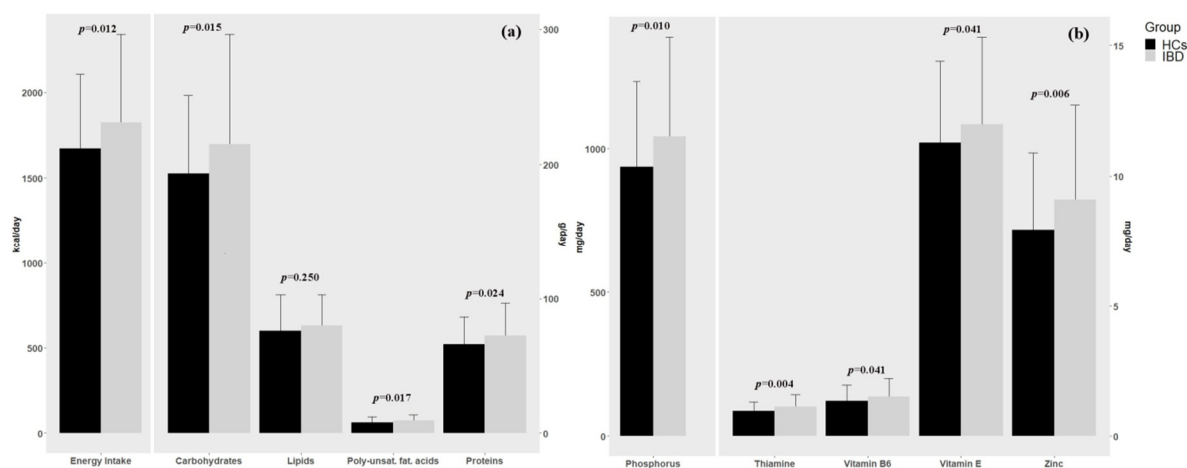 p=0.012
p=0.015
p=0.250
p=0.017
p=0.024
(a)
2000
1500
1000
500
0
kcal/day
300
200
100
0
g/day
Energy Intake
Carbohydrates
Lipids
Poly-unsat. fat. acids
Proteins
p=0.010
p=0.004
p=0.041
p=0.041
p=0.006
(b)
1000
500
0
mg/day
15
10
5
0
mg/day
Phosphorus
Thiamine
Vitamin B6
Vitamin E
Zinc
Group
HCs
IBD